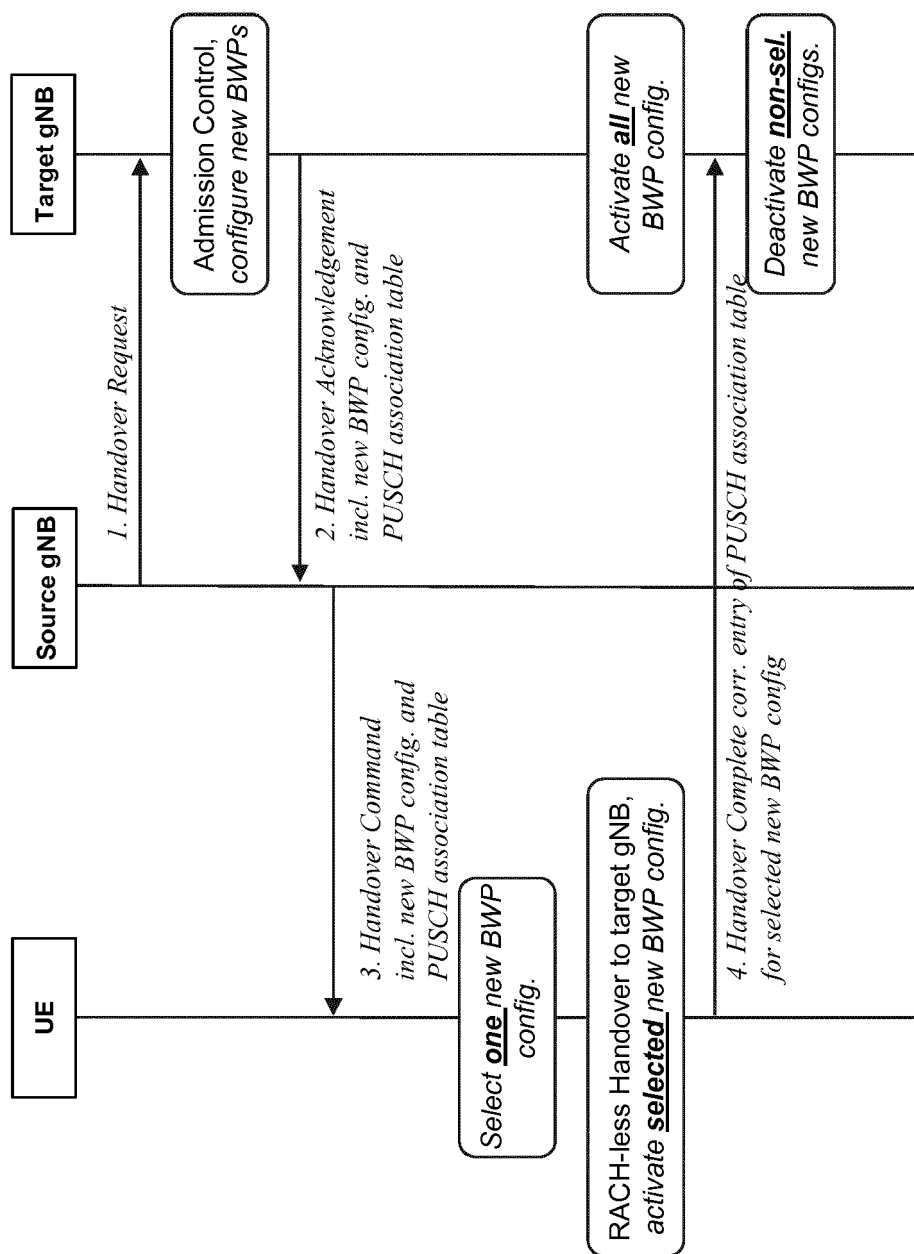 UE
Source gNB
Target gNB
1. Handover Request
Admission Control,
configure new BWPs
2. Handover Acknowledgement
incl. new BWP config. and
PUSCH association table
3. Handover Command
incl. new BWP config. and
PUSCH association table
Select one new BWP
config.
RACH-less Handover to target gNB,
activate selected new BWP config.
Activate all new
BWP config.
4. Handover Complete corr. entry of PUSCH association table
for selected new BWP config
Deactivate non-sel.
new BWP configs.